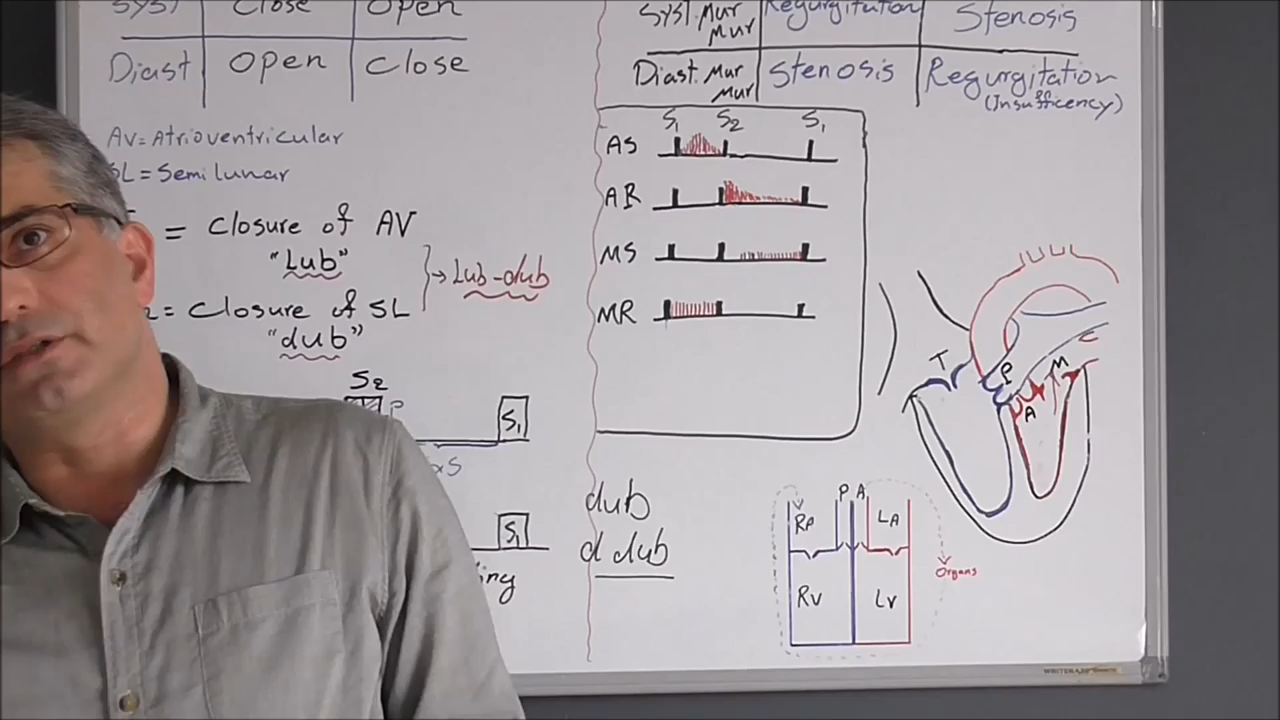 Syst Close Open
Diast Open Close
AV = Atrioventricular
SL = Semilunar
= Closure of AV
"Lub"
= Closure of SL
"dub"
Lub-dub
S2
P
S1
S1
ing
Syst. Mur Mur Regurgitation Stenosis
Diast. Mur Mur Stenosis Regurgitation
(Insufficency)
S1 S2 S1
AS
AR
MS
MR
dub
d dub
T P A M
P A
RA LA
RV LV
Organs